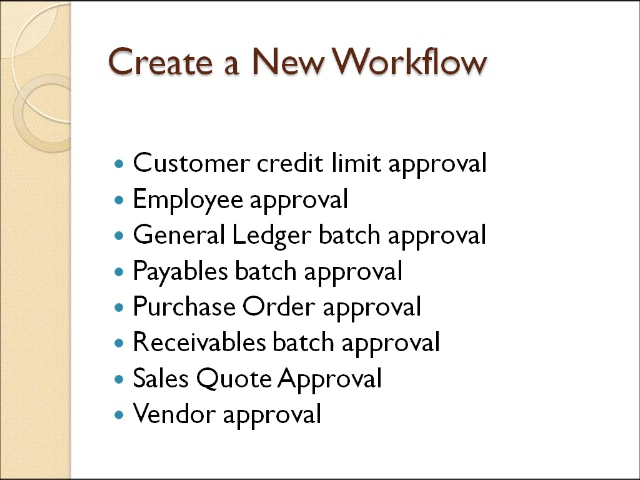 Create a New Workflow
• Customer credit limit approval
• Employee approval
• General Ledger batch approval
• Payables batch approval
• Purchase Order approval
• Receivables batch approval
• Sales Quote Approval
• Vendor approval